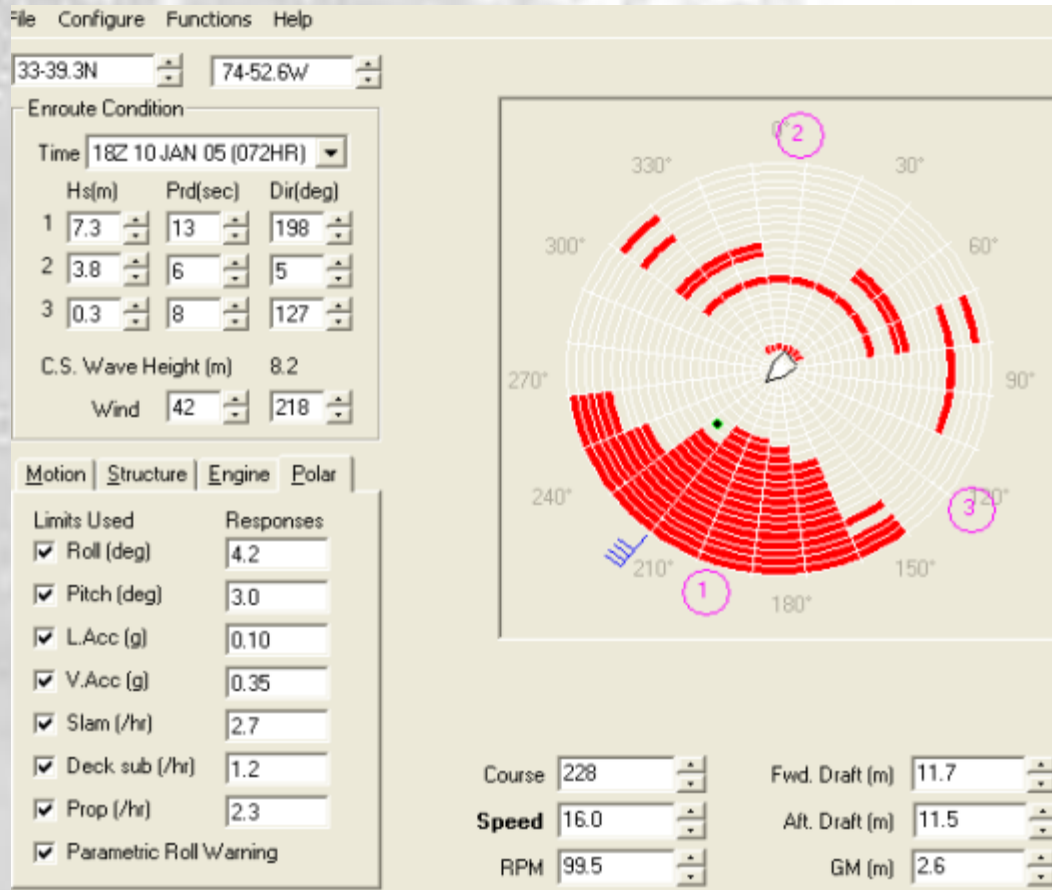 File Configure Functions Help
33-39.3N 74-52.6W
Enroute Condition
Time 18Z 10 JAN 05 (072HR)
Hs(m) Prd(sec) Dir(deg)
1 7.3 13 198
2 3.8 6 5
3 0.3 8 127
C.S. Wave Height (m) 8.2
Wind 42 218
Motion Structure Engine Polar
Limits Used Responses
Roll (deg) 4.2
Pitch (deg) 3.0
L.Acc (g) 0.10
V.Acc (g) 0.35
Slam (/hr) 2.7
Deck sub (/hr) 1.2
Prop (/hr) 2.3
Parametric Roll Warning
0° 2
330° 30°
300° 60°
270° 90°
240° 120° 3
210° 150°
1 180°
Course 228 Fwd. Draft (m) 11.7
Speed 16.0 Aft. Draft (m) 11.5
RPM 99.5 GM (m) 2.6